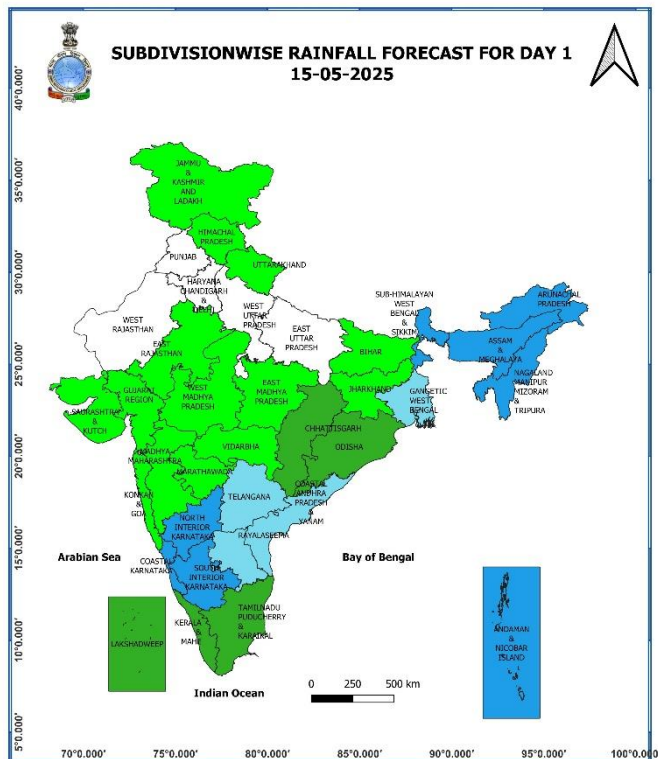 SUBDIVISIONWISE RAINFALL FORECAST FOR DAY 1
15-05-2025
40°0.000'
35°0.000'
30°0.000'
25°0.000'
20°0.000'
15°0.000'
10°0.000'
5°0.000'
JAMMU
&
KASHMIR
AND
LADAKH
HIMACHAL
PRADESH
PUNJAB
UTTARAKHAND
HARYANA
CHANDIGARH
&
DELHI
WEST
UTTAR
PRADESH
WEST
RAJASTHAN
EAST
UTTAR
PRADESH
EAST
RAJASTHAN
SUB-HIMALAYAN
WEST
BENGAL
&
SIKKIM
ARUNACHAL PRADESH
ASSAM
&
MEGHALAYA
NAGALAND
MANIPUR
MIZORAM
&
TRIPURA
BIHAR
JHARKHAND
GANGETIC
WEST
BENGAL
GUJARAT
REGION
WEST
MADHYA
PRADESH
EAST
MADHYA
PRADESH
SAURASHTRA
&
KUTCH
CHHATTISGARH
ODISHA
VIDARBHA
MADHYA
MAHARASHTRA
MARATHAWADA
KONKAN
&
GOA
TELANGANA
COASTAL
ANDHRA
PRADESH
&
YANAM
NORTH
INTERIOR
KARNATAKA
RAYALASEEMA
Arabian Sea
Bay of Bengal
COASTAL
KARNATAKA
SOUTH
INTERIOR
KARNATAKA
TAMILNADU
PUDUCHERRY
&
KARAIKAL
KERALA
&
MAHE
LAKSHADWEEP
ANDAMAN
&
NICOBAR
ISLAND
Indian Ocean
0 250 500 km
70°0.000' 75°0.000' 80°0.000' 85°0.000' 90°0.000' 95°0.000' 100°0.000'